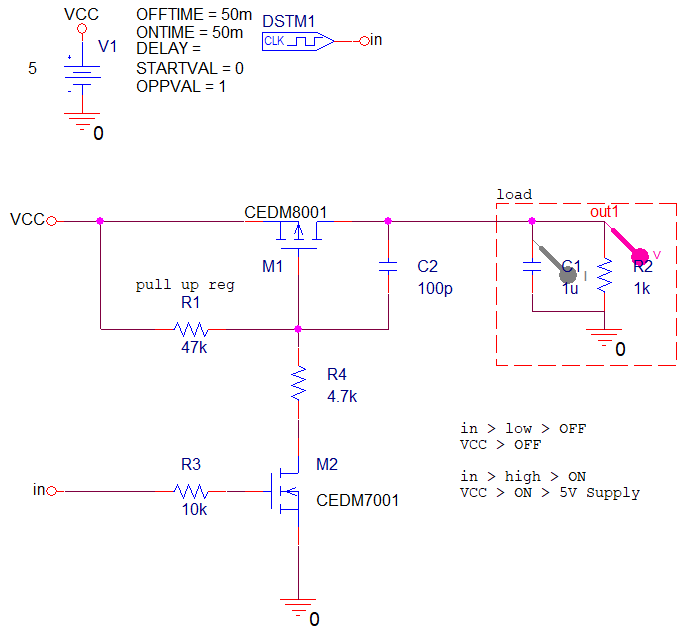 VCC
V1
5
0
OFFTIME = 50m
ONTIME = 50m
DELAY =
STARTVAL = 0
OPPVAL = 1
DSTM1
CLK
in
load
VCC
CEDM8001
M1
out1
V
C2
100p
C1
1u
I
R2
1k
0
pull up reg
R1
47k
R4
4.7k
in > low > OFF
VCC > OFF
in > high > ON
VCC > ON > 5V Supply
R3
10k
in
M2
CEDM7001
0